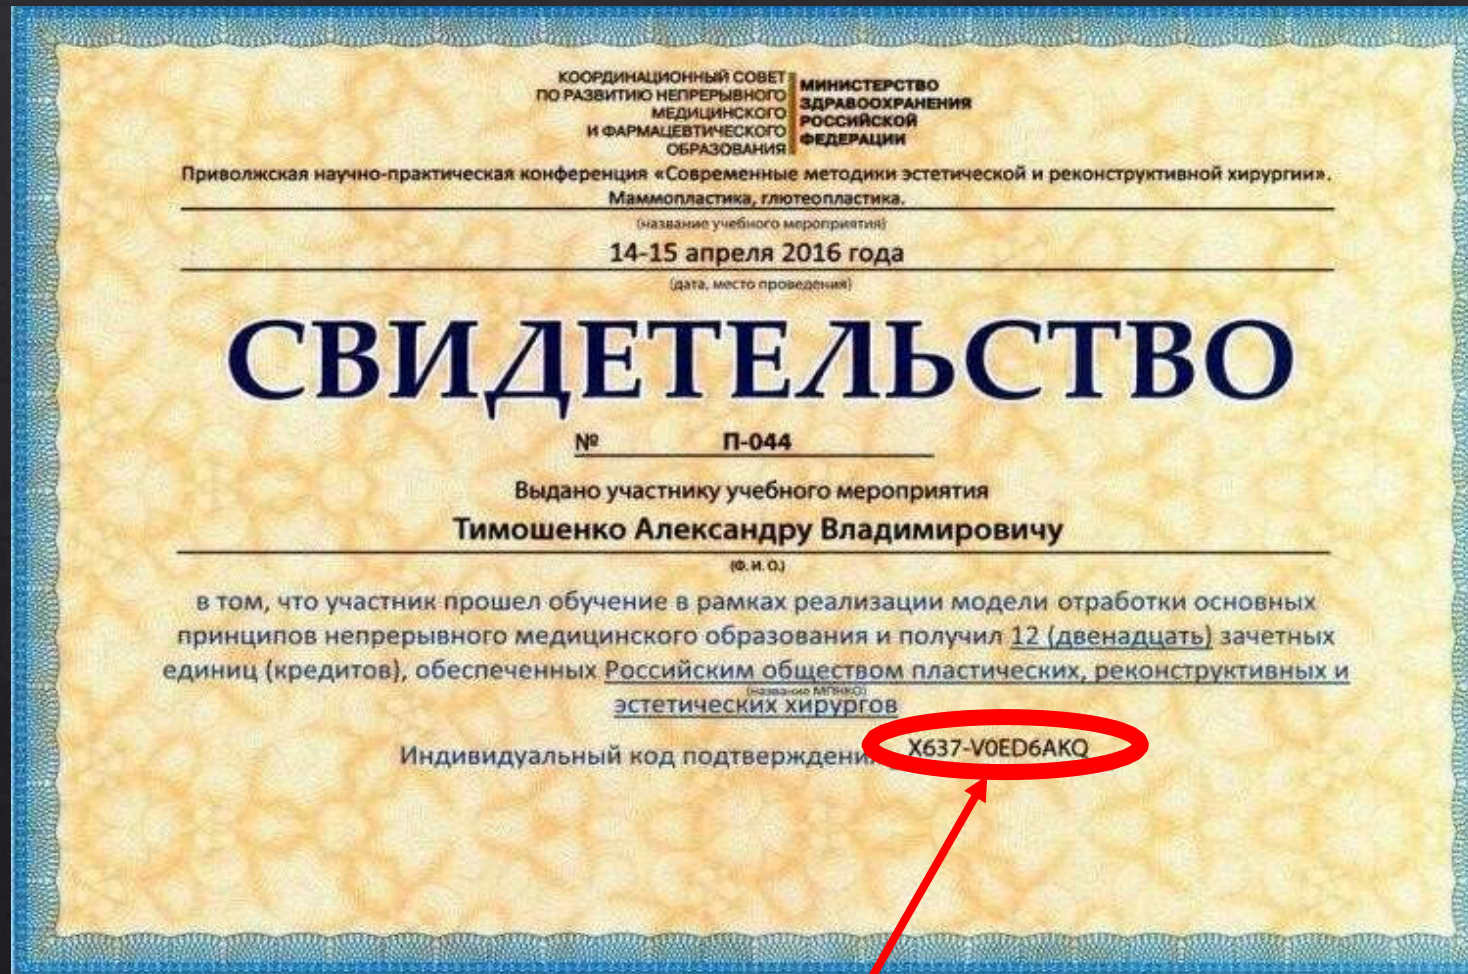 КООРДИНАЦИОННЫЙ СОВЕТ
ПО РАЗВИТИЮ НЕПРЕРЫВНОГО
МЕДИЦИНСКОГО
И ФАРМАЦЕВТИЧЕСКОГО
ОБРАЗОВАНИЯ
МИНИСТЕРСТВО
ЗДРАВООХРАНЕНИЯ
РОССИЙСКОЙ
ФЕДЕРАЦИИ
Приволжская научно-практическая конференция «Современные методики эстетической и реконструктивной хирургии».
Маммопластика, глютеопластика.
(название учебного мероприятия)
14-15 апреля 2016 года
(дата, место проведения)
СВИДЕТЕЛЬСТВО
№ П-044
Выдано участнику учебного мероприятия
Тимошенко Александру Владимировичу
(Ф. И. О.)
в том, что участник прошел обучение в рамках реализации модели отработки основных
принципов непрерывного медицинского образования и получил 12 (двенадцать) зачетных
единиц (кредитов), обеспеченных Российским обществом пластических, реконструктивных и
(название МПНКО)
эстетических хирургов
Индивидуальный код подтверждени X637-V0ED6AKQ